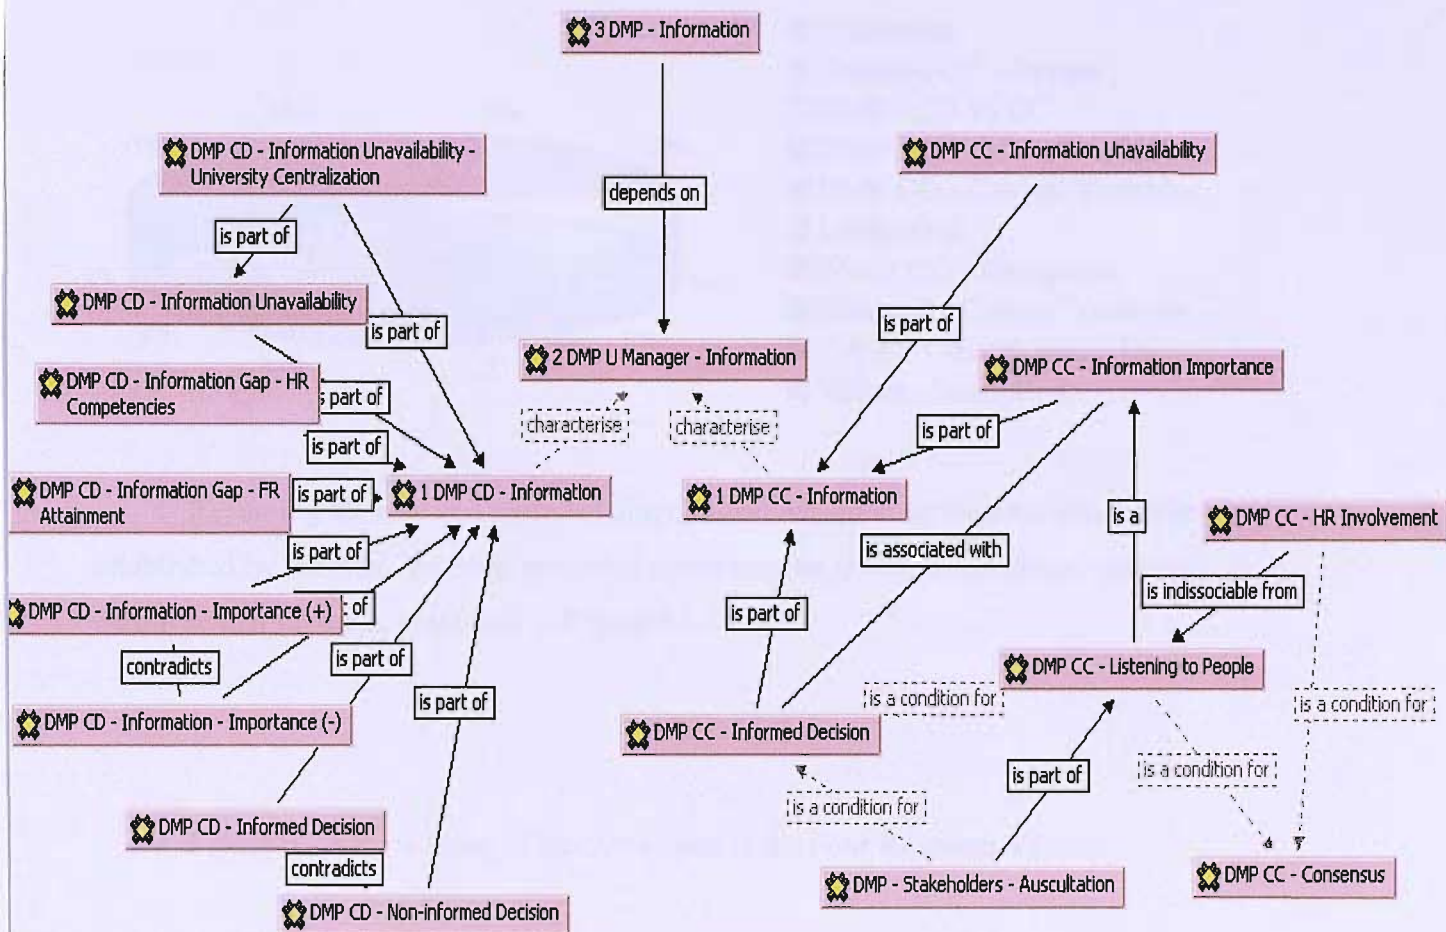 3 DMP - Information
DMP CD - Information Unavailability -
University Centralization
DMP CC - Information Unavailability
depends on
is part of
DMP CD - Information Unavailability
is part of
is part of
2 DMP U Manager - Information
DMP CC - Information Importance
DMP CD - Information Gap - HR
Competencies
part of
characterise
characterise
is part of
is part of
DMP CD - Information Gap - FR
Attainment
is part of
1 DMP CD - Information
1 DMP CC - Information
is a
DMP CC - HR Involvement
is part of
is associated with
is indissociable from
DMP CD - Information - Importance (+)
of
is part of
contradicts
is part of
DMP CC - Listening to People
is part of
is a condition for
is a condition for
DMP CD - Information - Importance (-)
DMP CC - Informed Decision
is part of
is a condition for
is a condition for
DMP CD - Informed Decision
contradicts
DMP - Stakeholders - Auscultation
DMP CC - Consensus
DMP CD - Non-informed Decision